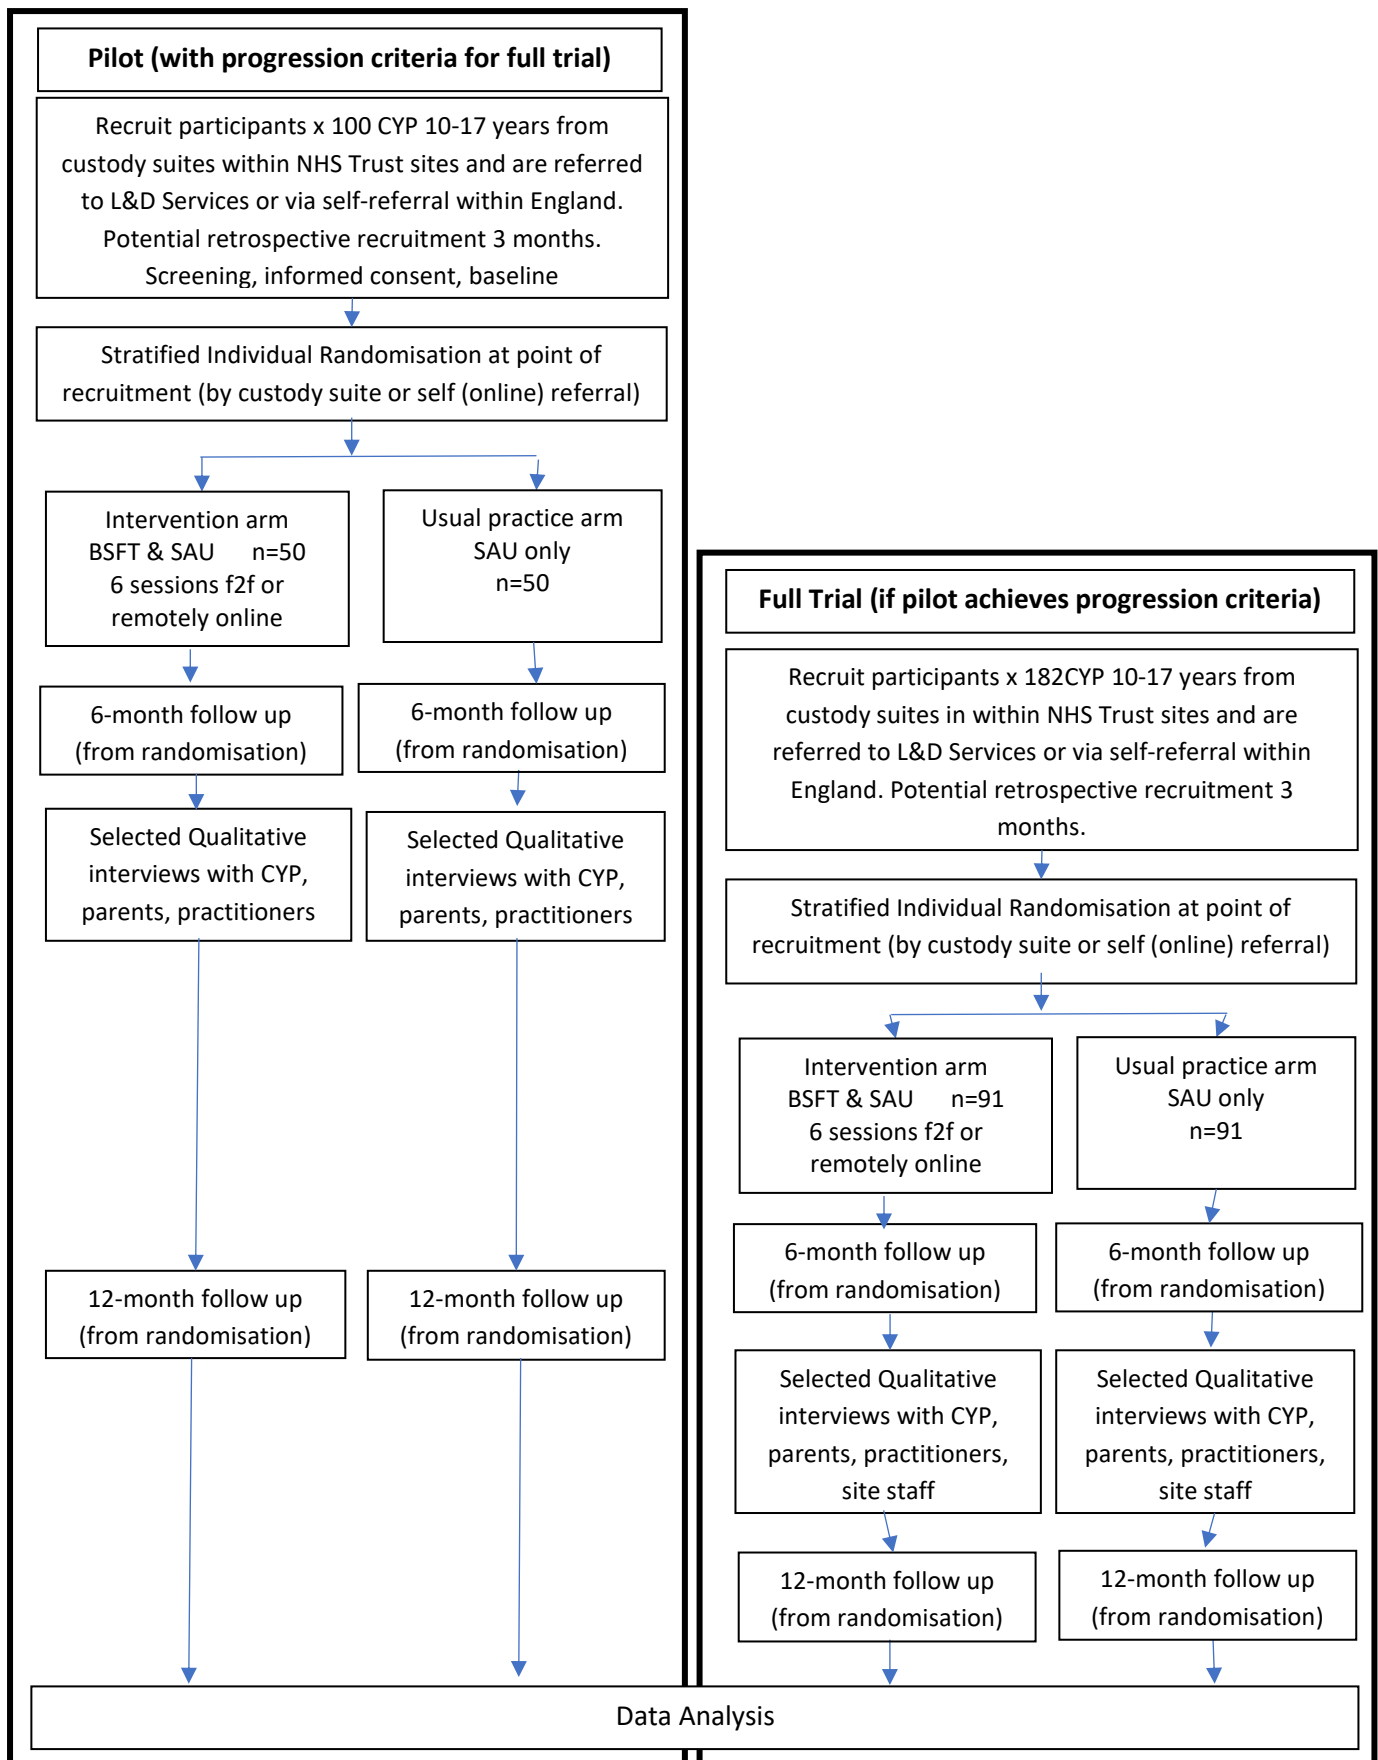 Pilot (with progression criteria for full trial)
Recruit participants x 100 CYP 10-17 years from
custody suites within NHS Trust sites and are referred
to L&D Services or via self-referral within England.
Potential retrospective recruitment 3 months.
Screening, informed consent, baseline
Stratified Individual Randomisation at point of
recruitment (by custody suite or self (online) referral)
Intervention arm
BSFT & SAU n=50
6 sessions f2f or
remotely online
Usual practice arm
SAU only
n=50
6-month follow up
(from randomisation)
6-month follow up
(from randomisation)
Selected Qualitative
interviews with CYP,
parents, practitioners
Selected Qualitative
interviews with CYP,
parents, practitioners
12-month follow up
(from randomisation)
12-month follow up
(from randomisation)
Full Trial (if pilot achieves progression criteria)
Recruit participants x 182CYP 10-17 years from
custody suites in within NHS Trust sites and are
referred to L&D Services or via self-referral within
England. Potential retrospective recruitment 3
months.
Stratified Individual Randomisation at point of
recruitment (by custody suite or self (online) referral)
Intervention arm
BSFT & SAU n=91
6 sessions f2f or
remotely online
Usual practice arm
SAU only
n=91
6-month follow up
(from randomisation)
6-month follow up
(from randomisation)
Selected Qualitative
interviews with CYP,
parents, practitioners,
site staff
Selected Qualitative
interviews with CYP,
parents, practitioners,
site staff
12-month follow up
(from randomisation)
12-month follow up
(from randomisation)
Data Analysis